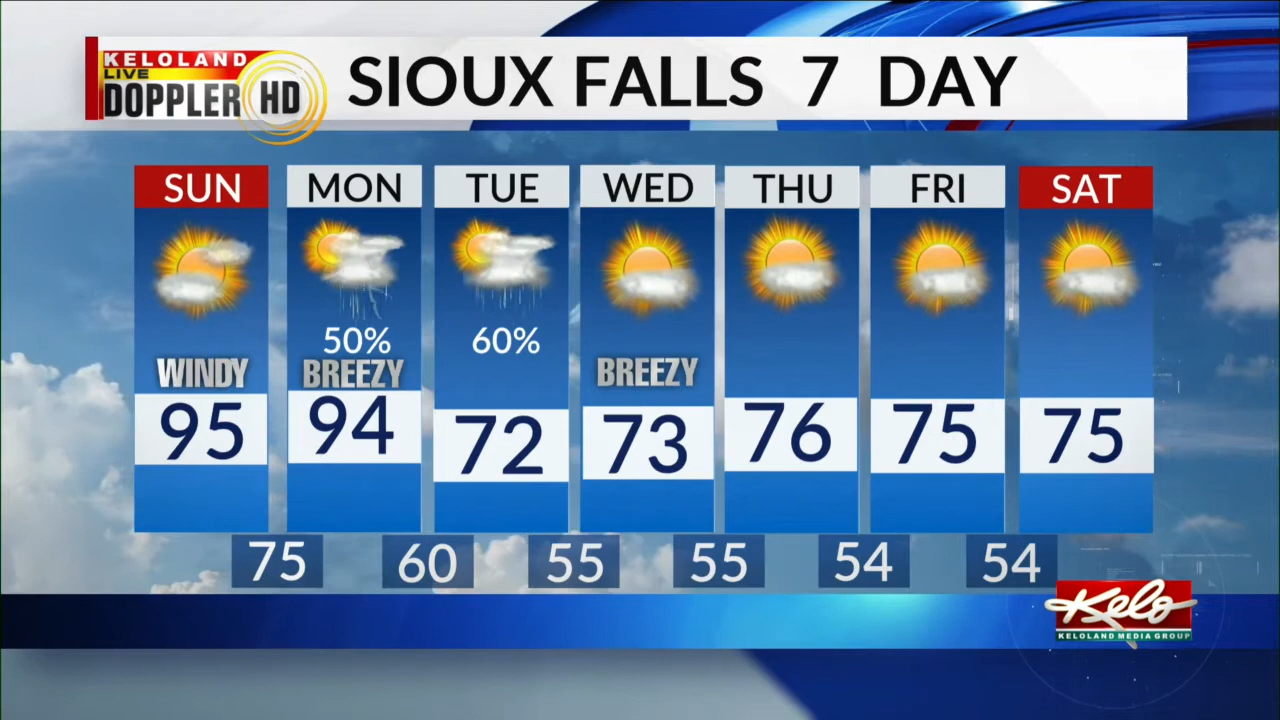 KELOLAND
LIVE
DOPPLER HD
SIOUX FALLS 7 DAY
SUN MON TUE WED THU FRI SAT
50% 60%
WINDY BREEZY BREEZY
95 94 72 73 76 75 75
75 60 55 55 54 54
Kelo
KELOLAND MEDIA GROUP